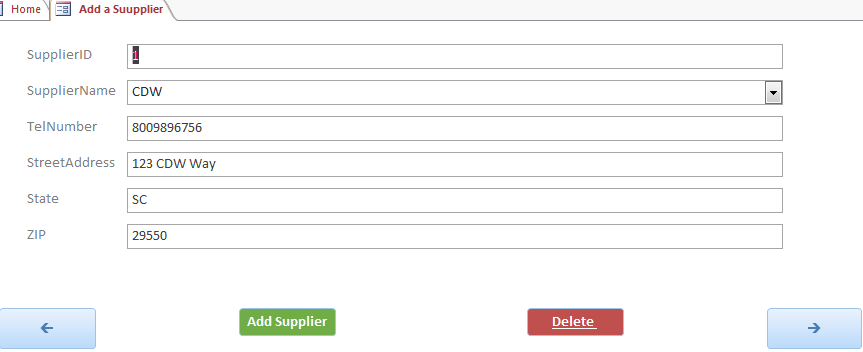 Home Add a Suupplier
SupplierID 1
SupplierName CDW
TelNumber 8009896756
StreetAddress 123 CDW Way
State SC
ZIP 29550
Add Supplier Delete